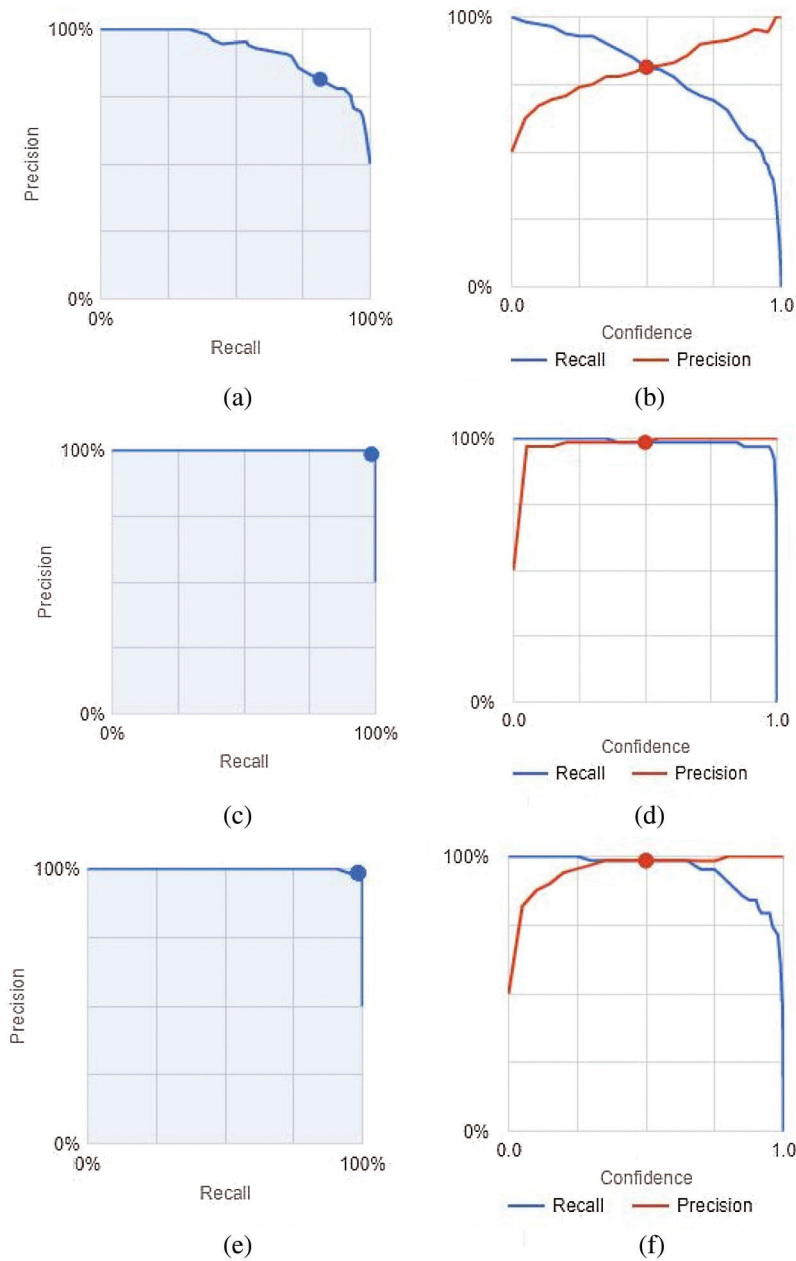 100%
Precision
0%
0%
100%
Recall
(a)
100%
0%
0.0
1.0
Confidence
Recall
Precision
(b)
100%
Precision
0%
0%
100%
Recall
(c)
100%
0%
0.0
1.0
Confidence
Recall
Precision
(d)
100%
Precision
0%
0%
100%
Recall
(e)
100%
0%
0.0
1.0
Confidence
Recall
Precision
(f)